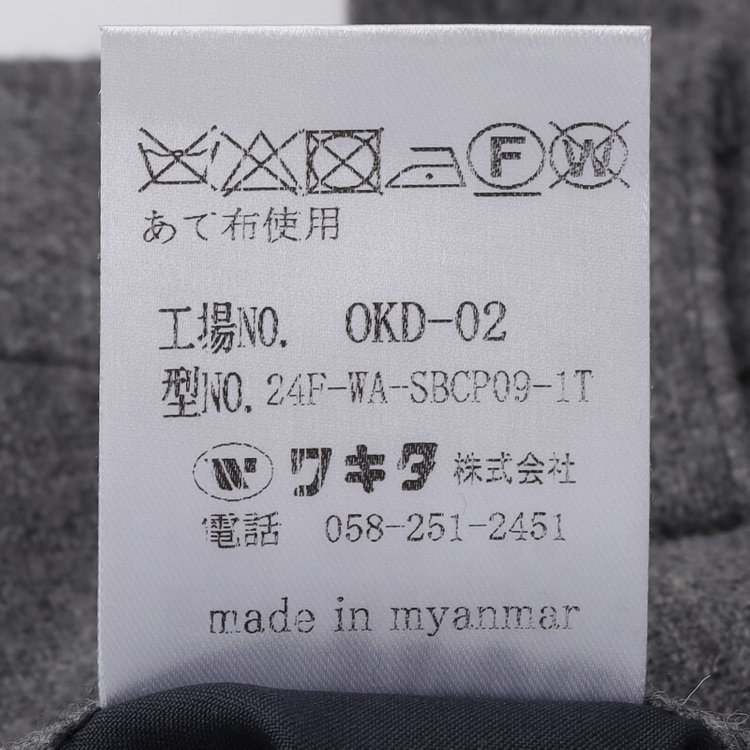 F W
あて布使用
工場NO. OKD-02
型NO. 24F-WA-SBCP09-1T
W ワキタ 株式会社
電話 058-251-2451
made in myanmar